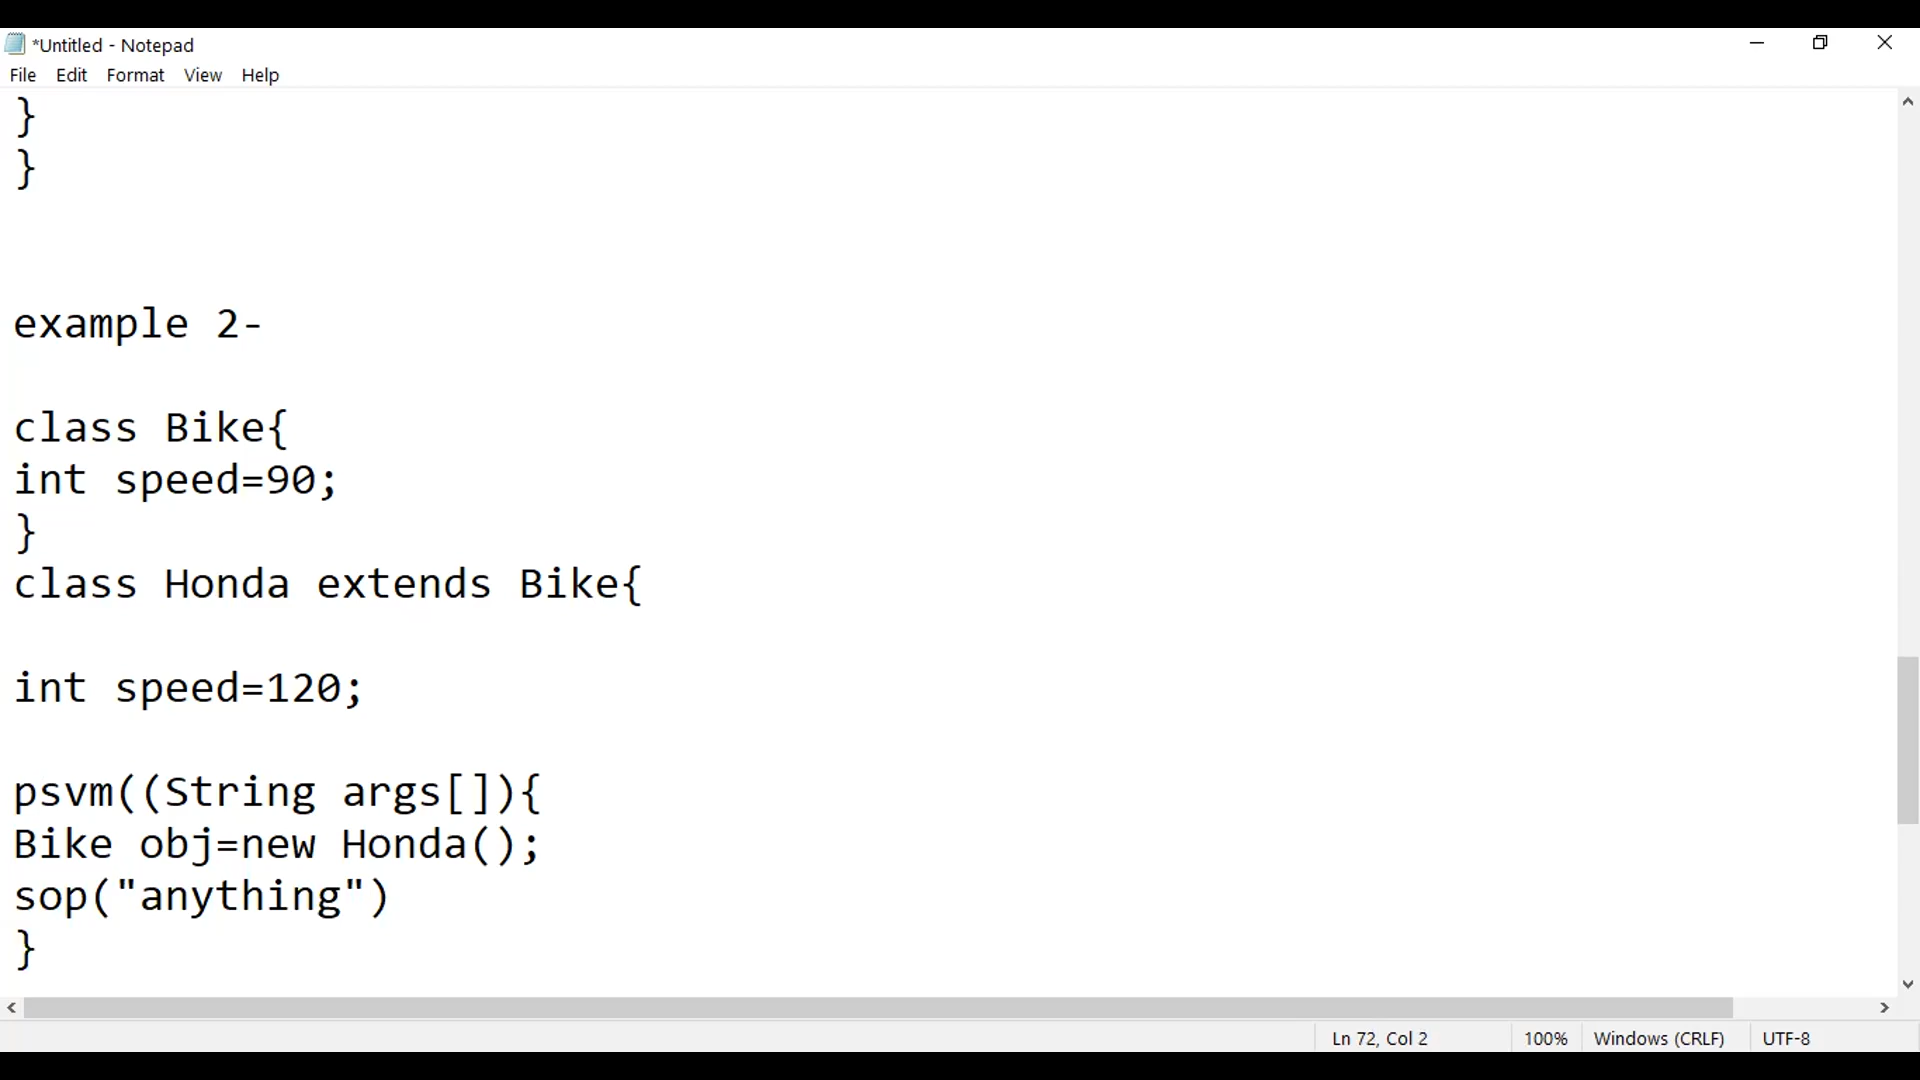 *Untitled - Notepad
File Edit Format View Help
}
}
example 2-
class Bike{
int speed=90;
}
class Honda extends Bike{
int speed=120;
psvm((String args[]){
Bike obj=new Honda();
sop("anything")
}
Ln 72, Col 2 100% Windows (CRLF) UTF-8